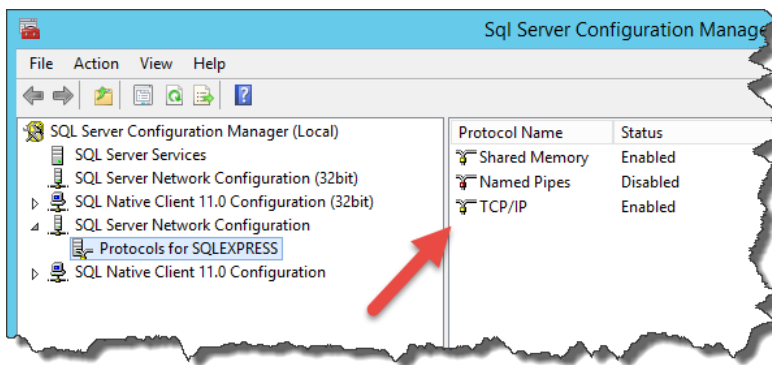 Sql Server Configuration Manage
File Action View Help
SQL Server Configuration Manager (Local)
SQL Server Services
SQL Server Network Configuration (32bit)
SQL Native Client 11.0 Configuration (32bit)
SQL Server Network Configuration
Protocols for SQLEXPRESS
SQL Native Client 11.0 Configuration
Protocol Name Status
Shared Memory Enabled
Named Pipes Disabled
TCP/IP Enabled